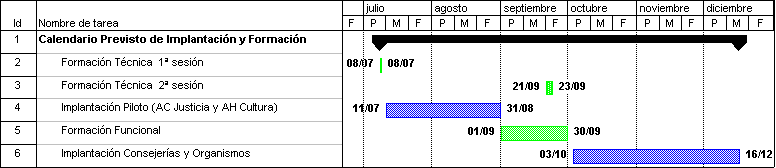 julio agosto septiembre octubre noviembre diciembre
Id Nombre de tarea F P M F P M F P M F P M F P M F P M F
1 Calendario Previsto de Implantación y Formación
2 Formación Técnica 1ª sesión 08/07 08/07
3 Formación Técnica 2ª sesión 21/09 23/09
4 Implantación Piloto (AC Justicia y AH Cultura) 11/07 31/08
5 Formación Funcional 01/09 30/09
6 Implantación Consejerías y Organismos 03/10 16/12